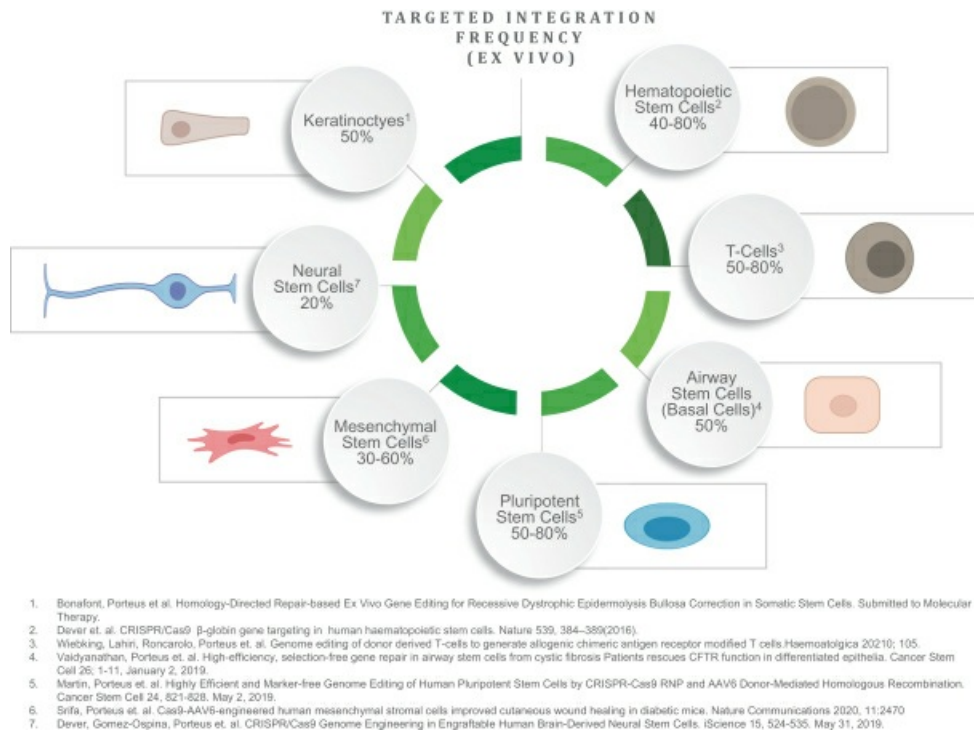 TARGETED INTEGRATION
FREQUENCY
(EX VIVO)
Keratinoctyes¹
50%
Hematopoietic
Stem Cells²
40-80%
T-Cells³
50-80%
Airway
Stem Cells
(Basal Cells)⁴
50%
Pluripotent
Stem Cells⁵
50-80%
Mesenchymal
Stem Cells⁶
30-60%
Neural
Stem Cells⁷
20%
1. Bonafont, Porteus et al. Homology-Directed Repair-based Ex Vivo Gene Editing for Recessive Dystrophic Epidermolysis Bullosa Correction in Somatic Stem Cells. Submitted to Molecular
Therapy.
2. Dever et. al. CRISPR/Cas9 β-globin gene targeting in human haematopoietic stem cells. Nature 539, 384–389(2016).
3. Wiebking, Lahiri, Roncarolo, Porteus et al. Genome editing of donor derived T-cells to generate allogenic chimeric antigen receptor modified T cells.Haemoatolgica 20210; 105.
4. Vaidyanathan, Porteus et. al. High-efficiency, selection-free gene repair in airway stem cells from cystic fibrosis Patients rescues CFTR function in differentiated epithelia. Cancer Stem
Cell 26; 1-11, January 2, 2019.
5. Martin, Porteus et. al. Highly Efficient and Marker-free Genome Editing of Human Pluripotent Stem Cells by CRISPR-Cas9 RNP and AAV6 Donor-Mediated Homologous Recombination.
Cancer Stem Cell 24, 821-828, May 2, 2019.
6. Srifa, Porteus et al. Cas9-AAV6-engineered human mesenchymal stromal cells improved cutaneous wound healing in diabetic mice. Nature Communications 2020, 11:2470
7. Dever, Gomez-Ospina, Porteus et al. CRISPR/Cas9 Genome Engineering in Engraftable Human Brain-Derived Neural Stem Cells. iScience 15, 524-535. May 31, 2019.